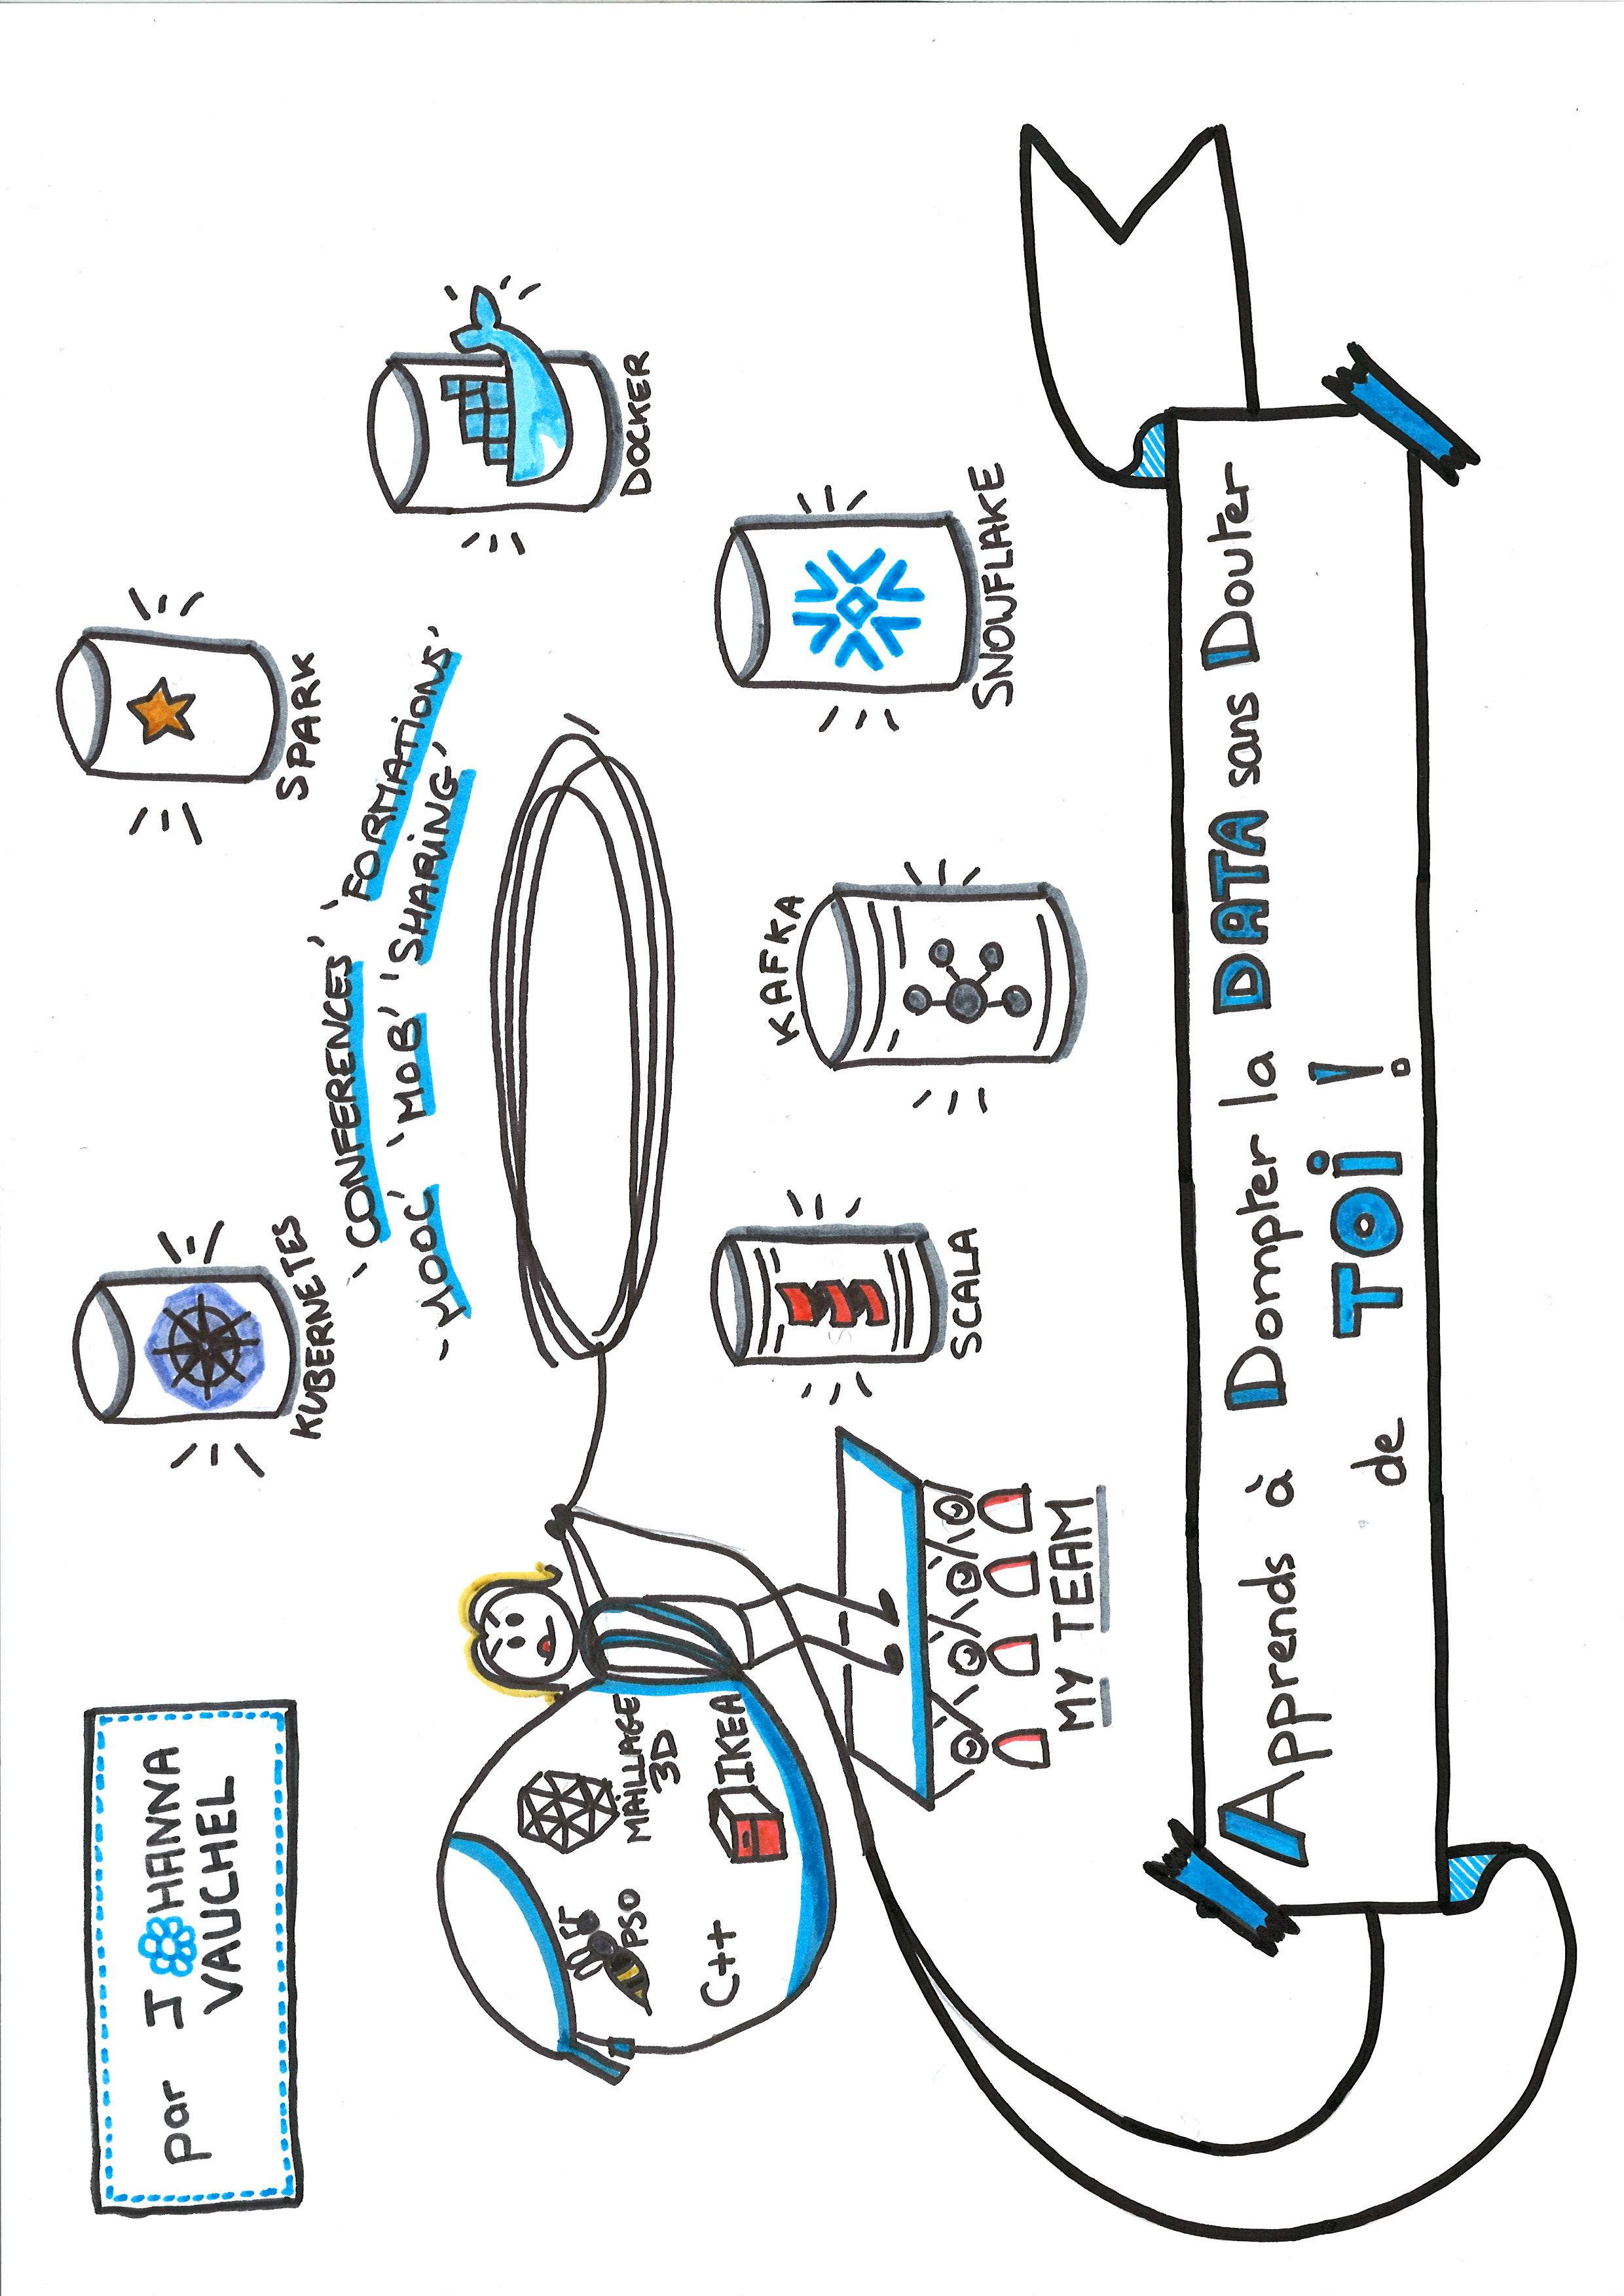 par JOHANNA
VAUCHEL
KUBERNETES
SPARK
'CONFERENCES' 'FORMATIONS'
'MOOC' 'MOB' 'SHARING'
DOCKER
PSO
MAILLAGE
3D
C++
IKEA
SCALA
KAFKA
SNOWFLAKE
MY TEAM
Apprends à Dompter la DATA sans Douter
de TOi !